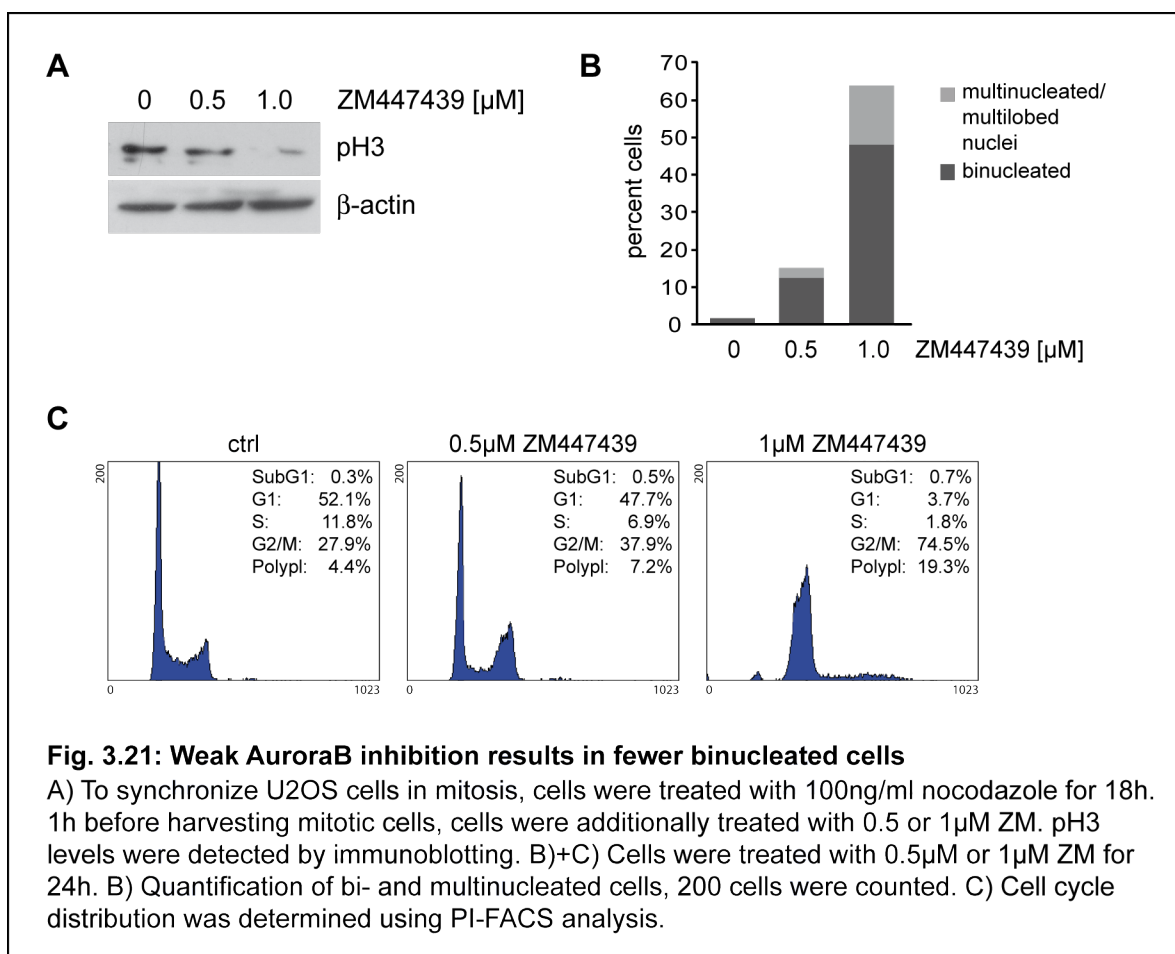 A
0 0.5 1.0 ZM447439 [µM]
pH3
β-actin
B
percent cells
70
60
50
40
30
20
10
0
0 0.5 1.0 ZM447439 [µM]
multinucleated/
multilobed
nuclei
binucleated
C
ctrl
200
SubG1: 0.3%
G1: 52.1%
S: 11.8%
G2/M: 27.9%
Polypl: 4.4%
0 1023
0.5µM ZM447439
200
SubG1: 0.5%
G1: 47.7%
S: 6.9%
G2/M: 37.9%
Polypl: 7.2%
0 1023
1µM ZM447439
200
SubG1: 0.7%
G1: 3.7%
S: 1.8%
G2/M: 74.5%
Polypl: 19.3%
0 1023
Fig. 3.21: Weak AuroraB inhibition results in fewer binucleated cells
A) To synchronize U2OS cells in mitosis, cells were treated with 100ng/ml nocodazole for 18h.
1h before harvesting mitotic cells, cells were additionally treated with 0.5 or 1µM ZM. pH3
levels were detected by immunoblotting. B)+C) Cells were treated with 0.5µM or 1µM ZM for
24h. B) Quantification of bi- and multinucleated cells, 200 cells were counted. C) Cell cycle
distribution was determined using PI-FACS analysis.